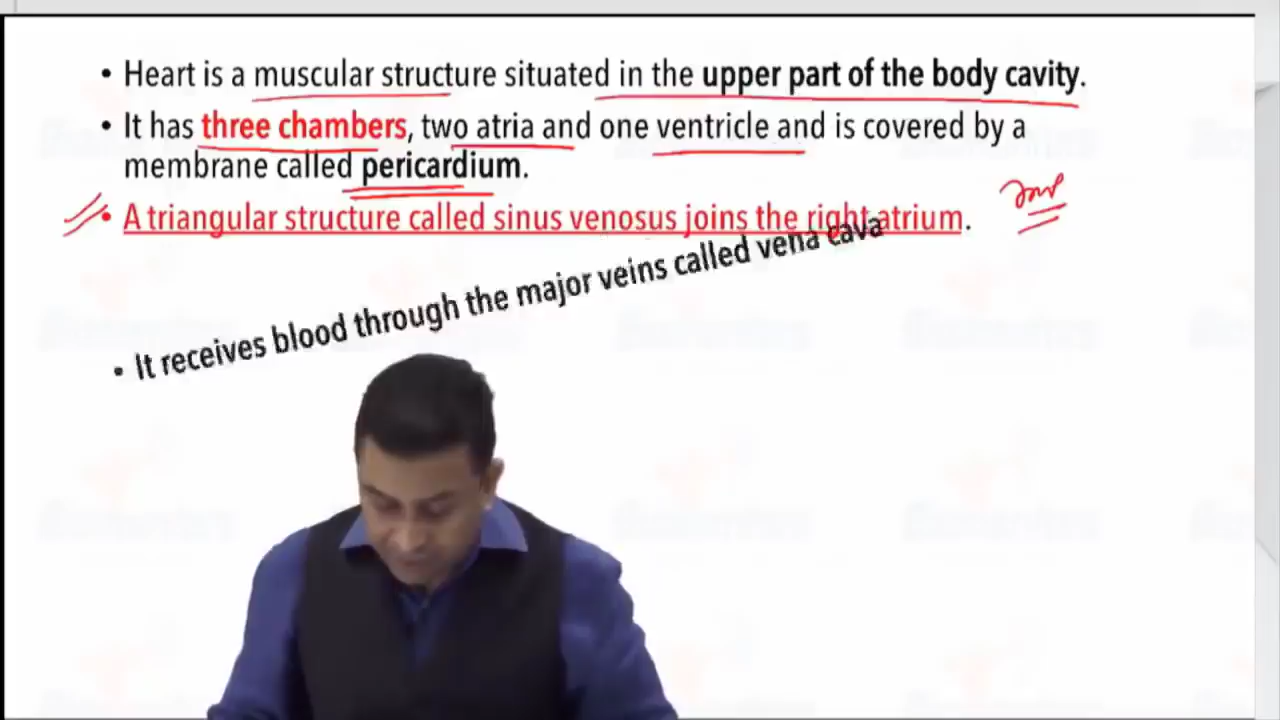 • Heart is a muscular structure situated in the upper part of the body cavity.
• It has three chambers, two atria and one ventricle and is covered by a
membrane called pericardium.
• A triangular structure called sinus venosus joins the right atrium.
• It receives blood through the major veins called vena cava